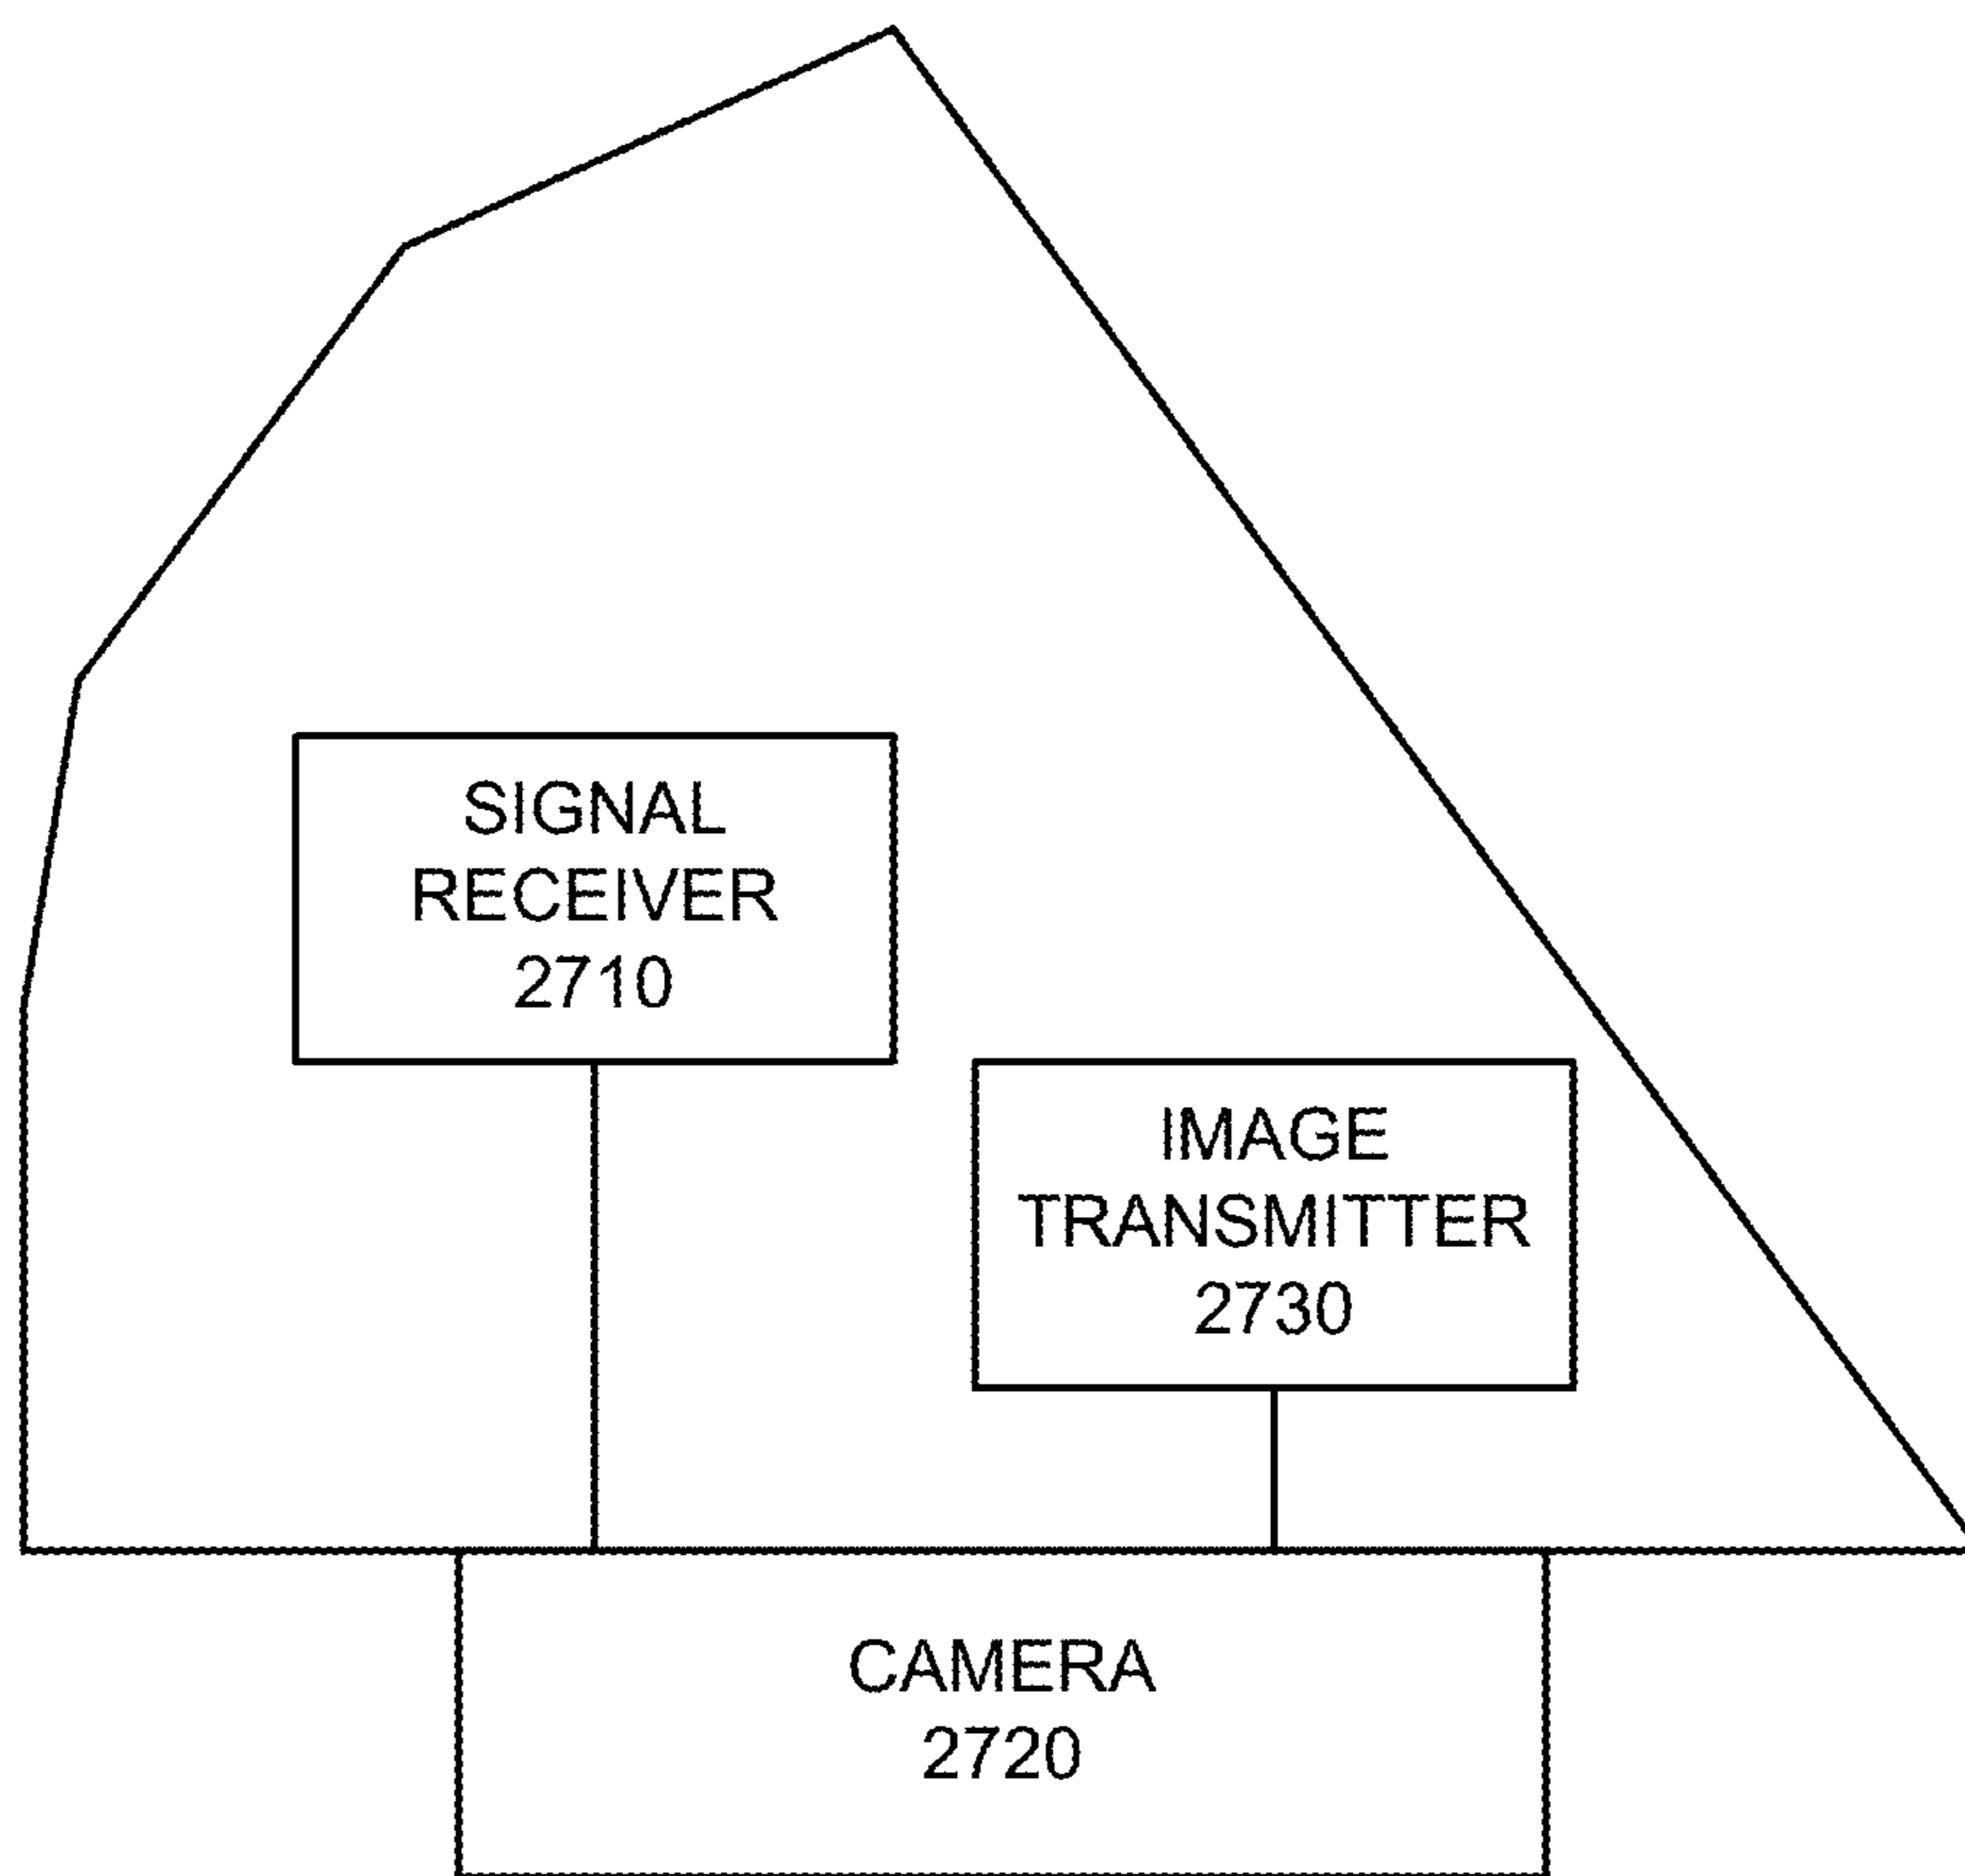 SIGNAL
RECEIVER
2710
IMAGE
TRANSMITTER
2730
CAMERA
2720